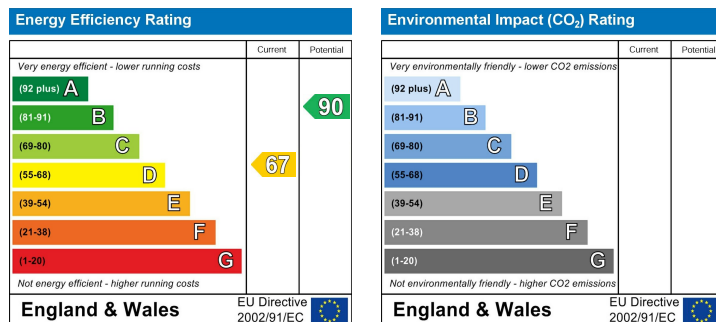 Energy Efficiency Rating
Current Potential
Very energy efficient - lower running costs
(92 plus) A
(81-91) B
(69-80) C
(55-68) D
(39-54) E
(21-38) F
(1-20) G
90
67
Not energy efficient - higher running costs
England & Wales
EU Directive
2002/91/EC
Environmental Impact (CO₂) Rating
Current Potential
Very environmentally friendly - lower CO2 emissions
(92 plus) A
(81-91) B
(69-80) C
(55-68) D
(39-54) E
(21-38) F
(1-20) G
Not environmentally friendly - higher CO2 emissions
England & Wales
EU Directive
2002/91/EC